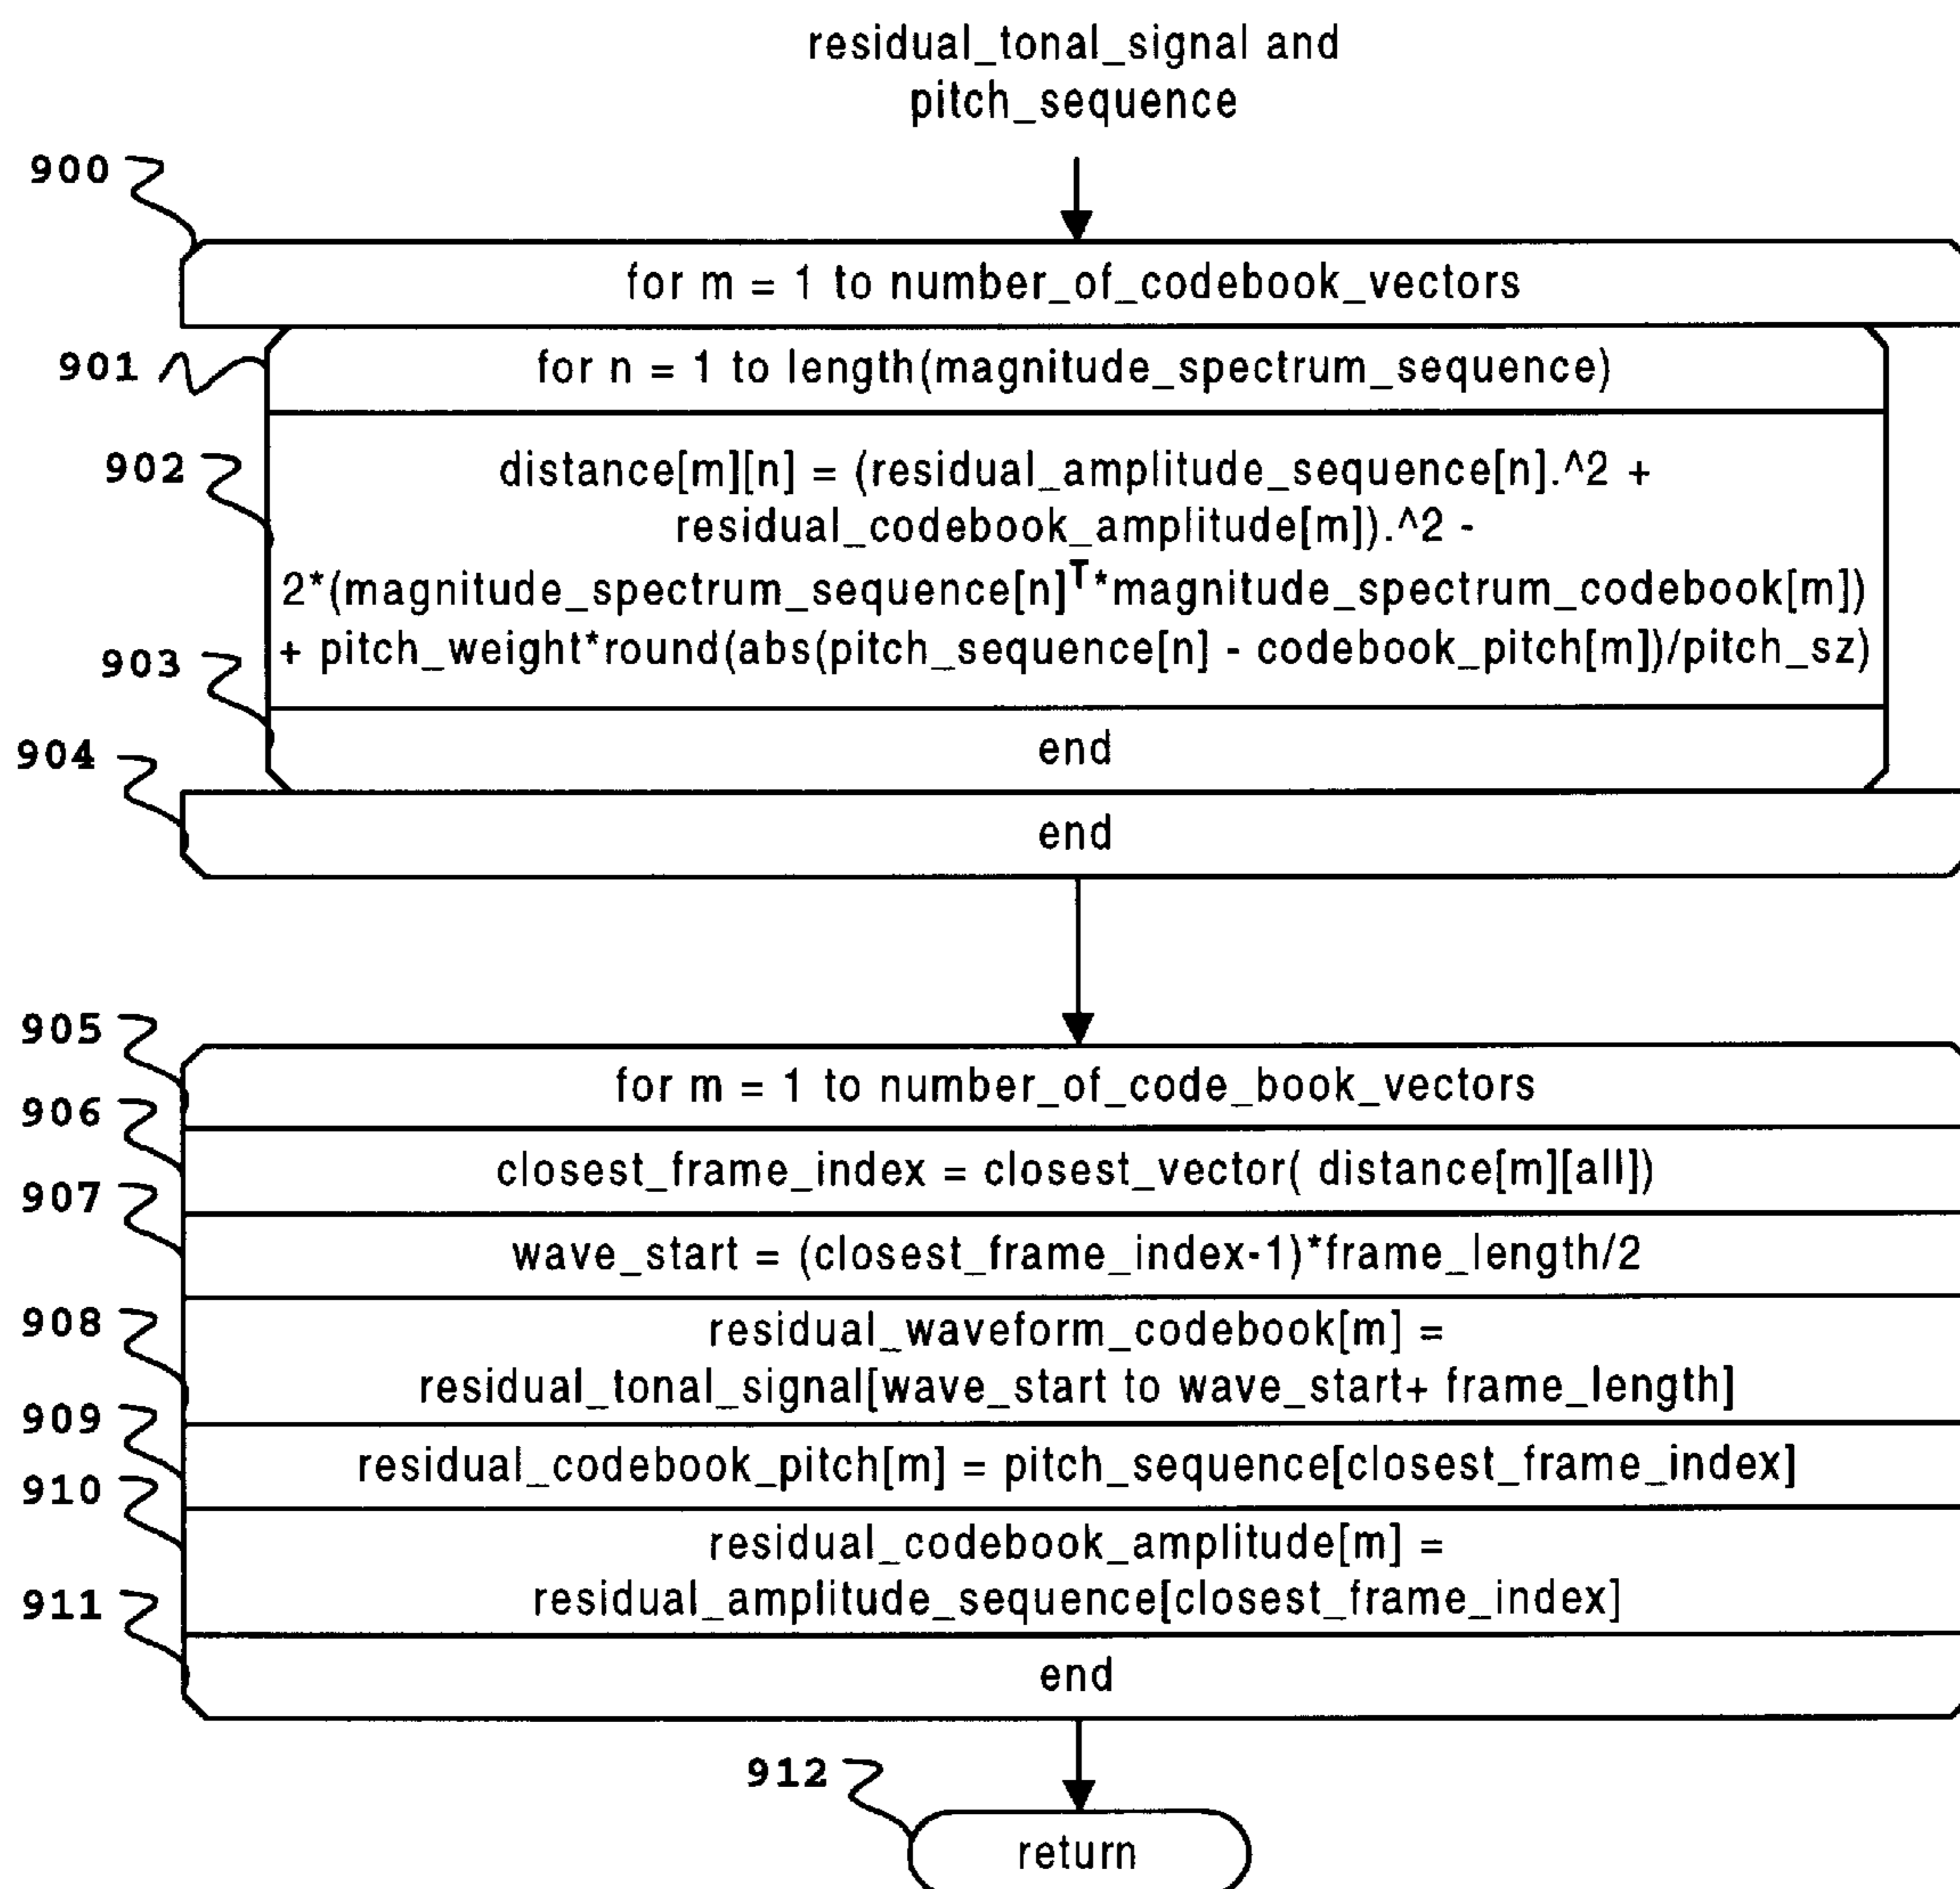 residual_tonal_signal and
pitch_sequence
900
for m = 1 to number_of_codebook_vectors
901
for n = 1 to length(magnitude_spectrum_sequence)
902
distance[m][n] = (residual_amplitude_sequence[n].^2 +
residual_codebook_amplitude[m]).^2 -
2*(magnitude_spectrum_sequence[n]ᵀ*magnitude_spectrum_codebook[m])
+ pitch_weight*round(abs(pitch_sequence[n] - codebook_pitch[m])/pitch_sz)
903
end
904
end
905
for m = 1 to number_of_code_book_vectors
906
closest_frame_index = closest_vector( distance[m][all])
907
wave_start = (closest_frame_index-1)*frame_length/2
908
residual_waveform_codebook[m] =
residual_tonal_signal[wave_start to wave_start+ frame_length]
909
residual_codebook_pitch[m] = pitch_sequence[closest_frame_index]
910
residual_codebook_amplitude[m] =
residual_amplitude_sequence[closest_frame_index]
911
end
912
return